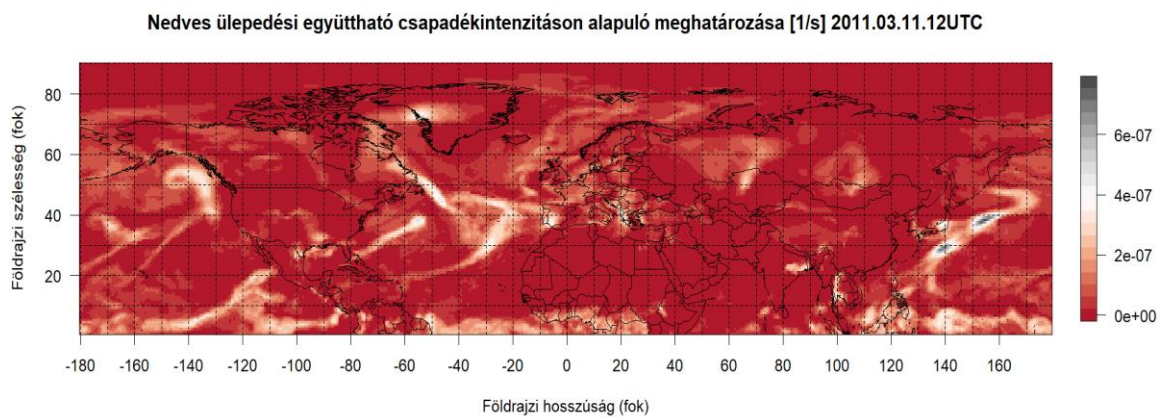 Nedves ülepedési együttható csapadékintenzitáson alapuló meghatározása [1/s] 2011.03.11.12UTC
Földrajzi szélesség (fok)
80
60
40
20
6e-07
4e-07
2e-07
0e+00
-180 -160 -140 -120 -100 -80 -60 -40 -20 0 20 40 60 80 100 120 140 160
Földrajzi hosszúság (fok)